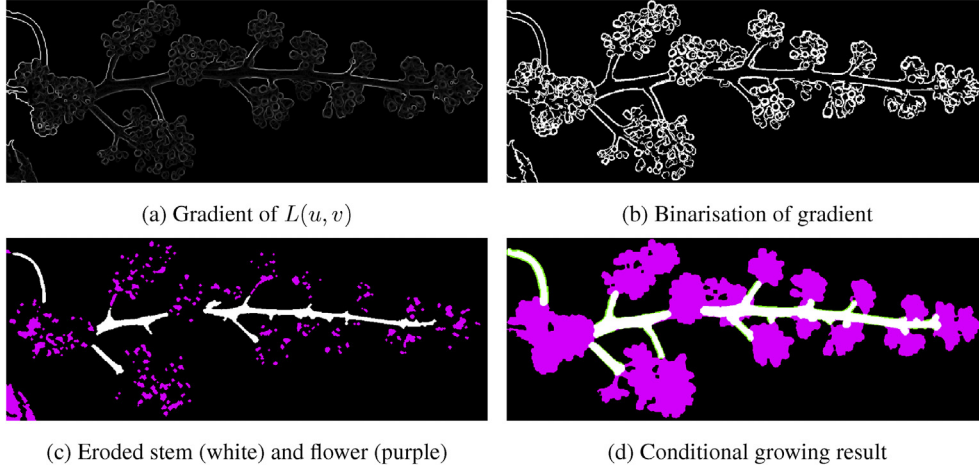 (a) Gradient of L(u, v)
(b) Binarisation of gradient
(c) Eroded stem (white) and flower (purple)
(d) Conditional growing result